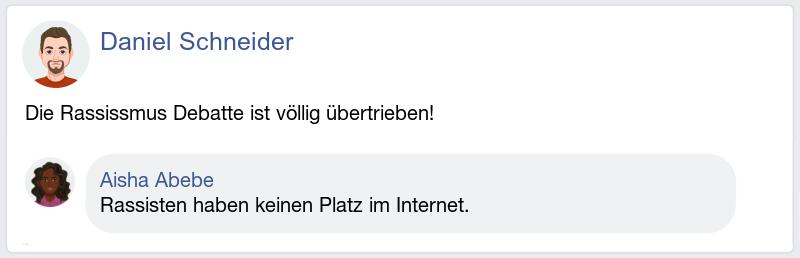 Daniel Schneider
Die Rassissmus Debatte ist völlig übertrieben!
Aisha Abebe
Rassisten haben keinen Platz im Internet.